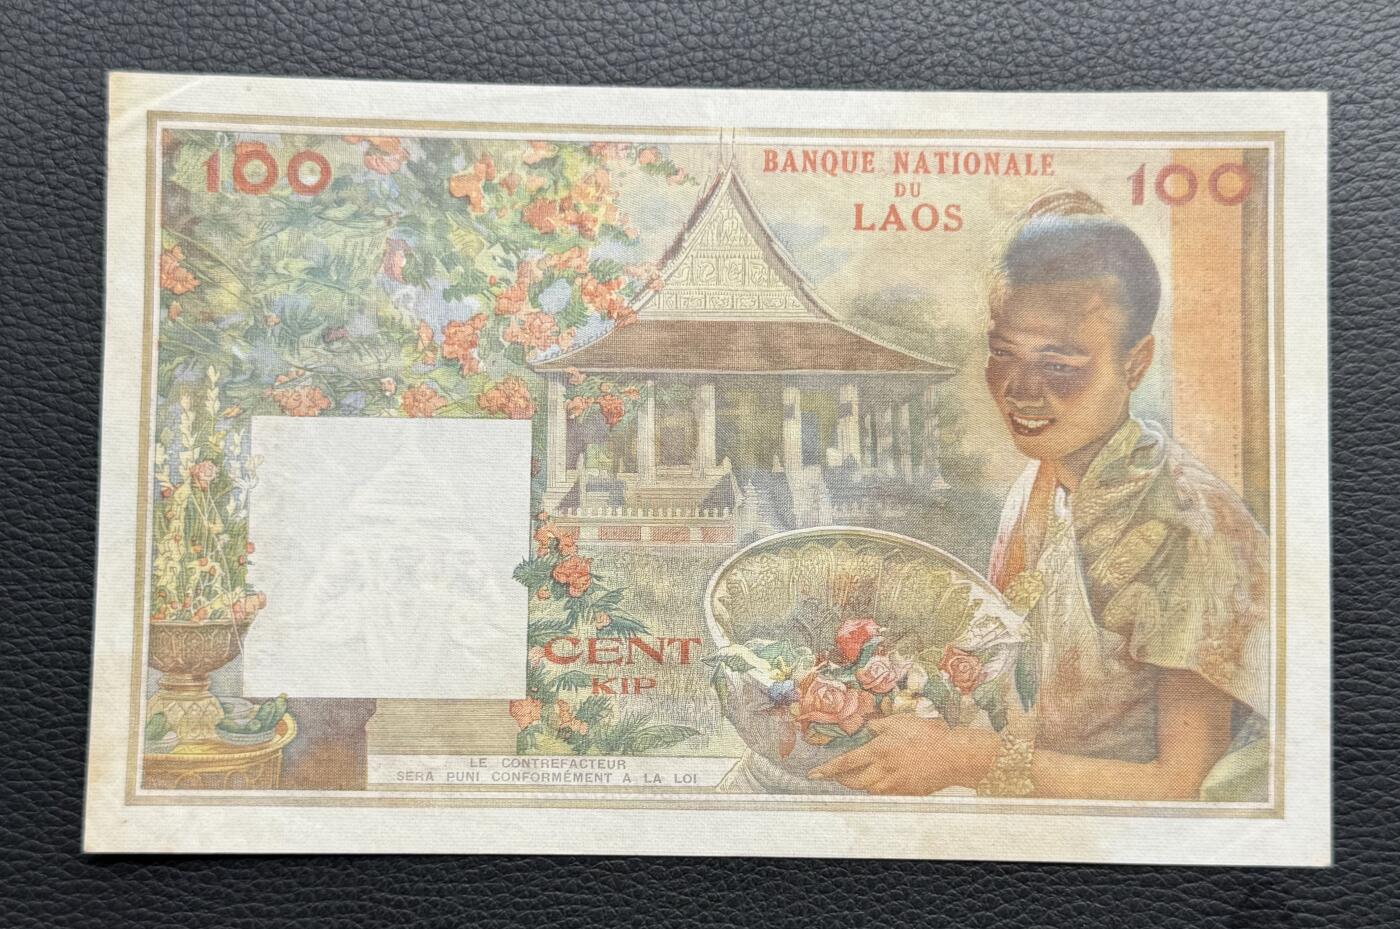 100
BANQUE NATIONALE
DU
LAOS
100
CENT
KIP
LE CONTREFACTEUR
SERA PUNI CONFORMÉMENT A LA LOI